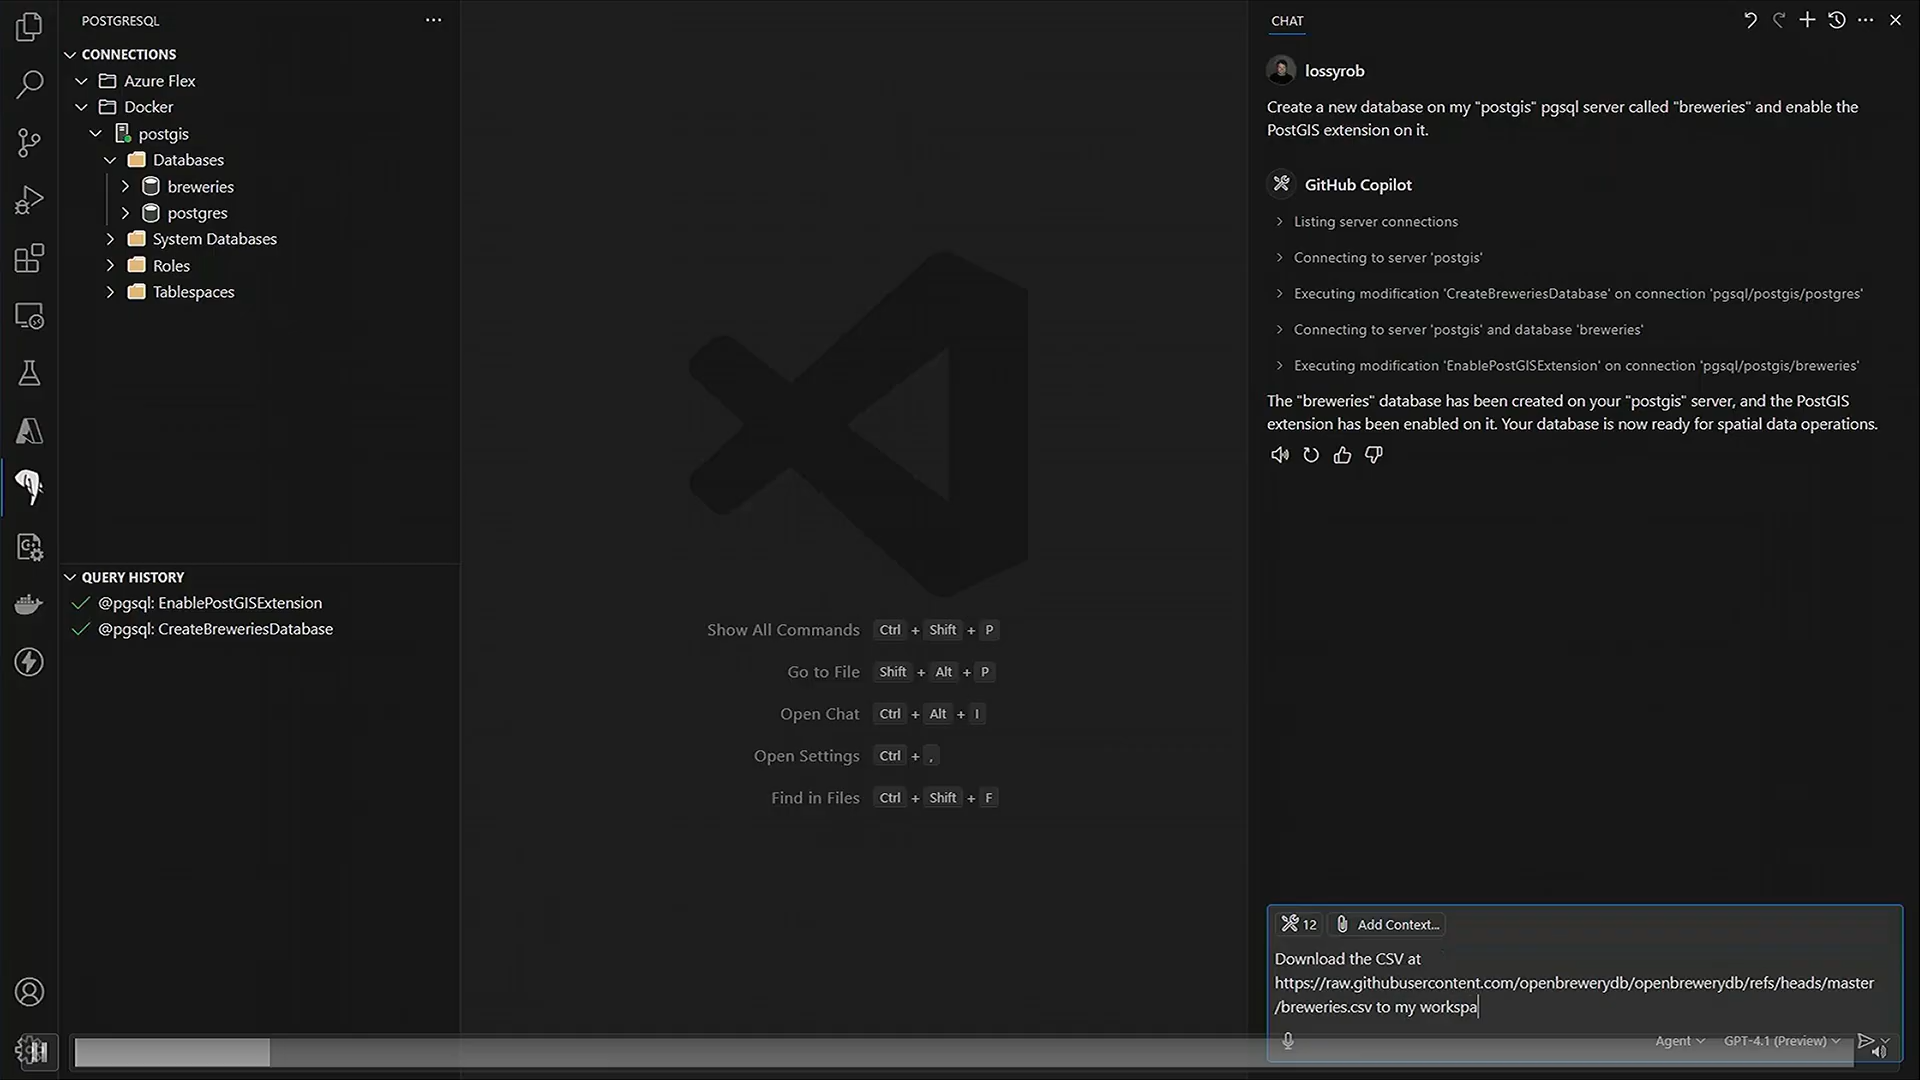 POSTGRESQL
CONNECTIONS
Azure Flex
Docker
postgis
Databases
breweries
postgres
System Databases
Roles
Tablespaces
QUERY HISTORY
@pgsql: EnablePostGISExtension
@pgsql: CreateBreweriesDatabase
Show All Commands Ctrl + Shift + P
Go to File Shift + Alt + P
Open Chat Ctrl + Alt + I
Open Settings Ctrl + ,
Find in Files Ctrl + Shift + F
CHAT
lossyrob
Create a new database on my "postgis" pgsql server called "breweries" and enable the
PostGIS extension on it.
GitHub Copilot
Listing server connections
Connecting to server 'postgis'
Executing modification 'CreateBreweriesDatabase' on connection 'pgsql/postgis/postgres'
Connecting to server 'postgis' and database 'breweries'
Executing modification 'EnablePostGISExtension' on connection 'pgsql/postgis/breweries'
The "breweries" database has been created on your "postgis" server, and the PostGIS
extension has been enabled on it. Your database is now ready for spatial data operations.
12 Add Context...
Download the CSV at
https://raw.githubusercontent.com/openbrewerydb/openbrewerydb/refs/heads/master
/breweries.csv to my workspa
Agent GPT-4.1 (Preview)